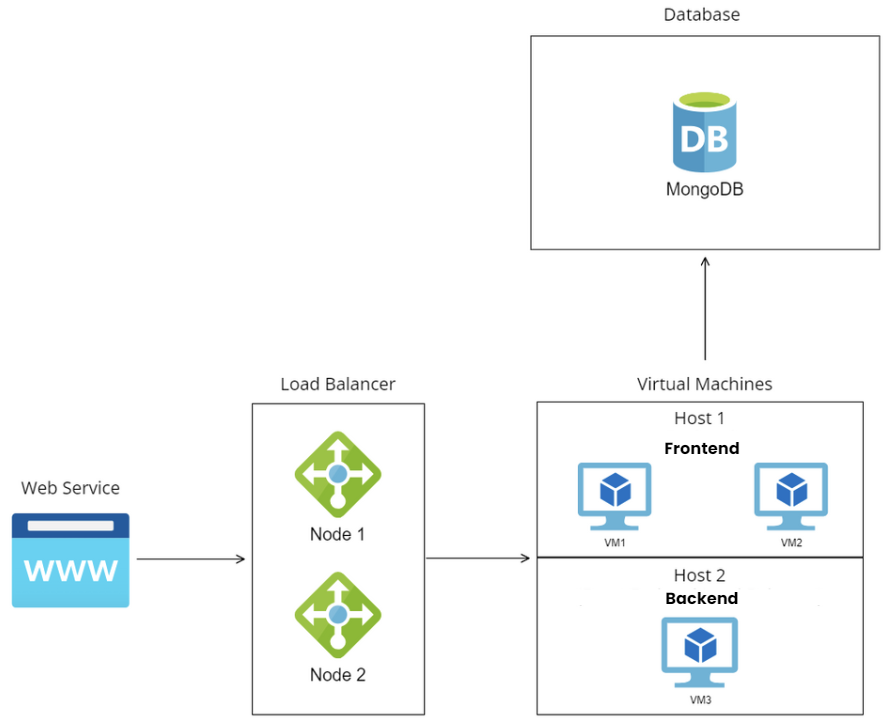 Database
DB
MongoDB
Load Balancer
Virtual Machines
Host 1
Frontend
Node 1
VM1
VM2
Web Service
www
Host 2
Backend
Node 2
VM3